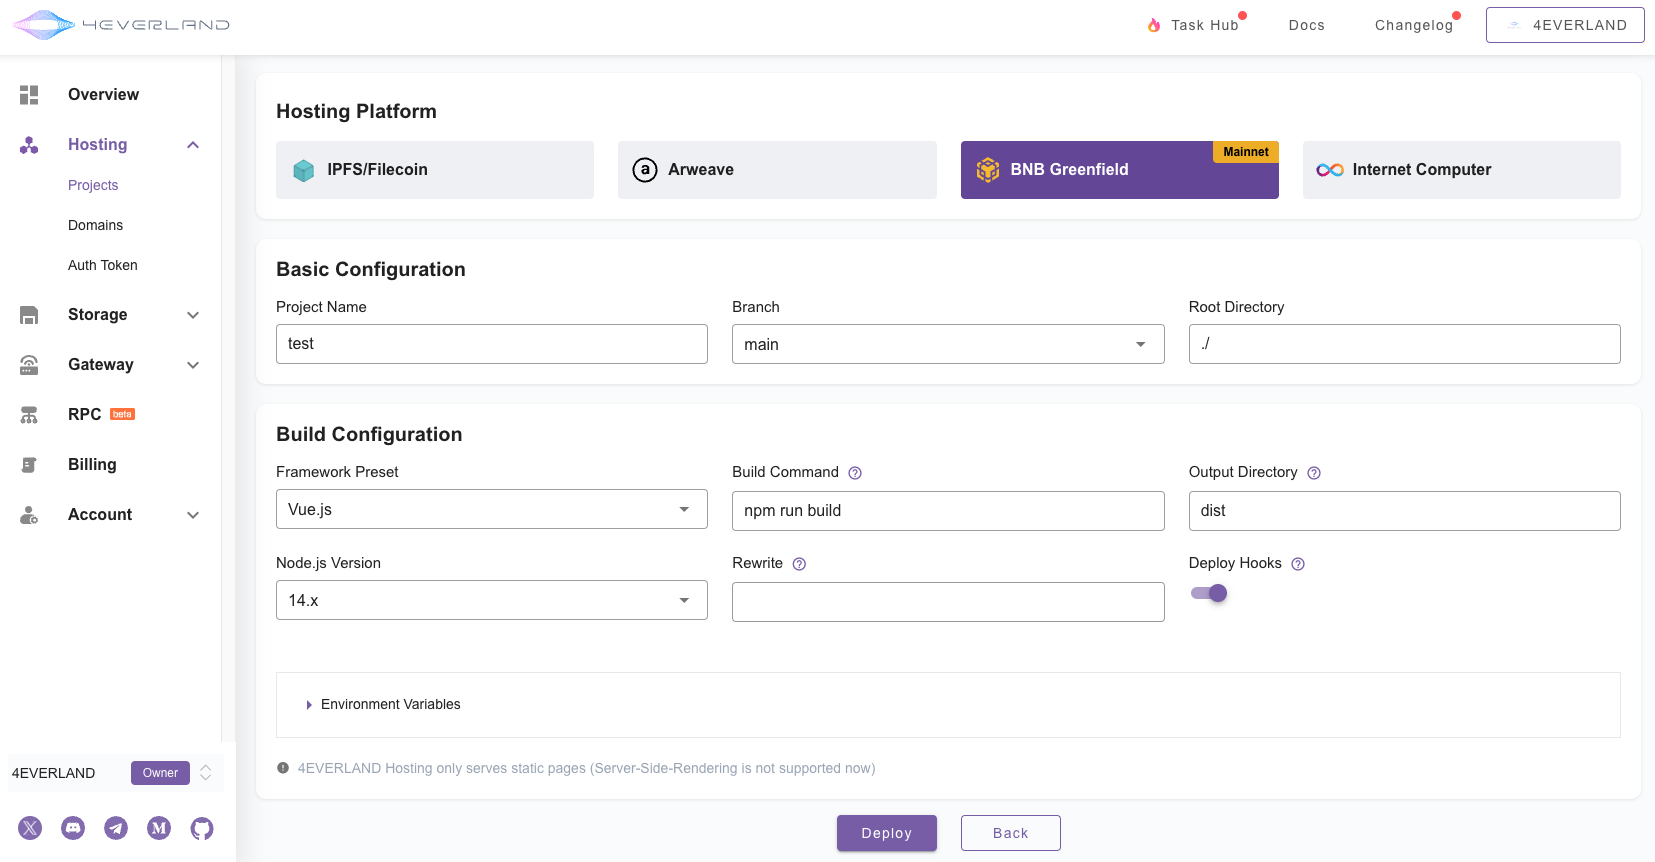 4EVERLAND
Task Hub
Docs
Changelog
4EVERLAND
Overview
Hosting
Projects
Domains
Auth Token
Storage
Gateway
RPC beta
Billing
Account
4EVERLAND Owner
Hosting Platform
IPFS/Filecoin
a Arweave
BNB Greenfield
Mainnet
Internet Computer
Basic Configuration
Project Name
test
Branch
main
Root Directory
./
Build Configuration
Framework Preset
Vue.js
Build Command ?
npm run build
Output Directory ?
dist
Node.js Version
14.x
Rewrite ?
Deploy Hooks ?
Environment Variables
4EVERLAND Hosting only serves static pages (Server-Side-Rendering is not supported now)
Deploy
Back